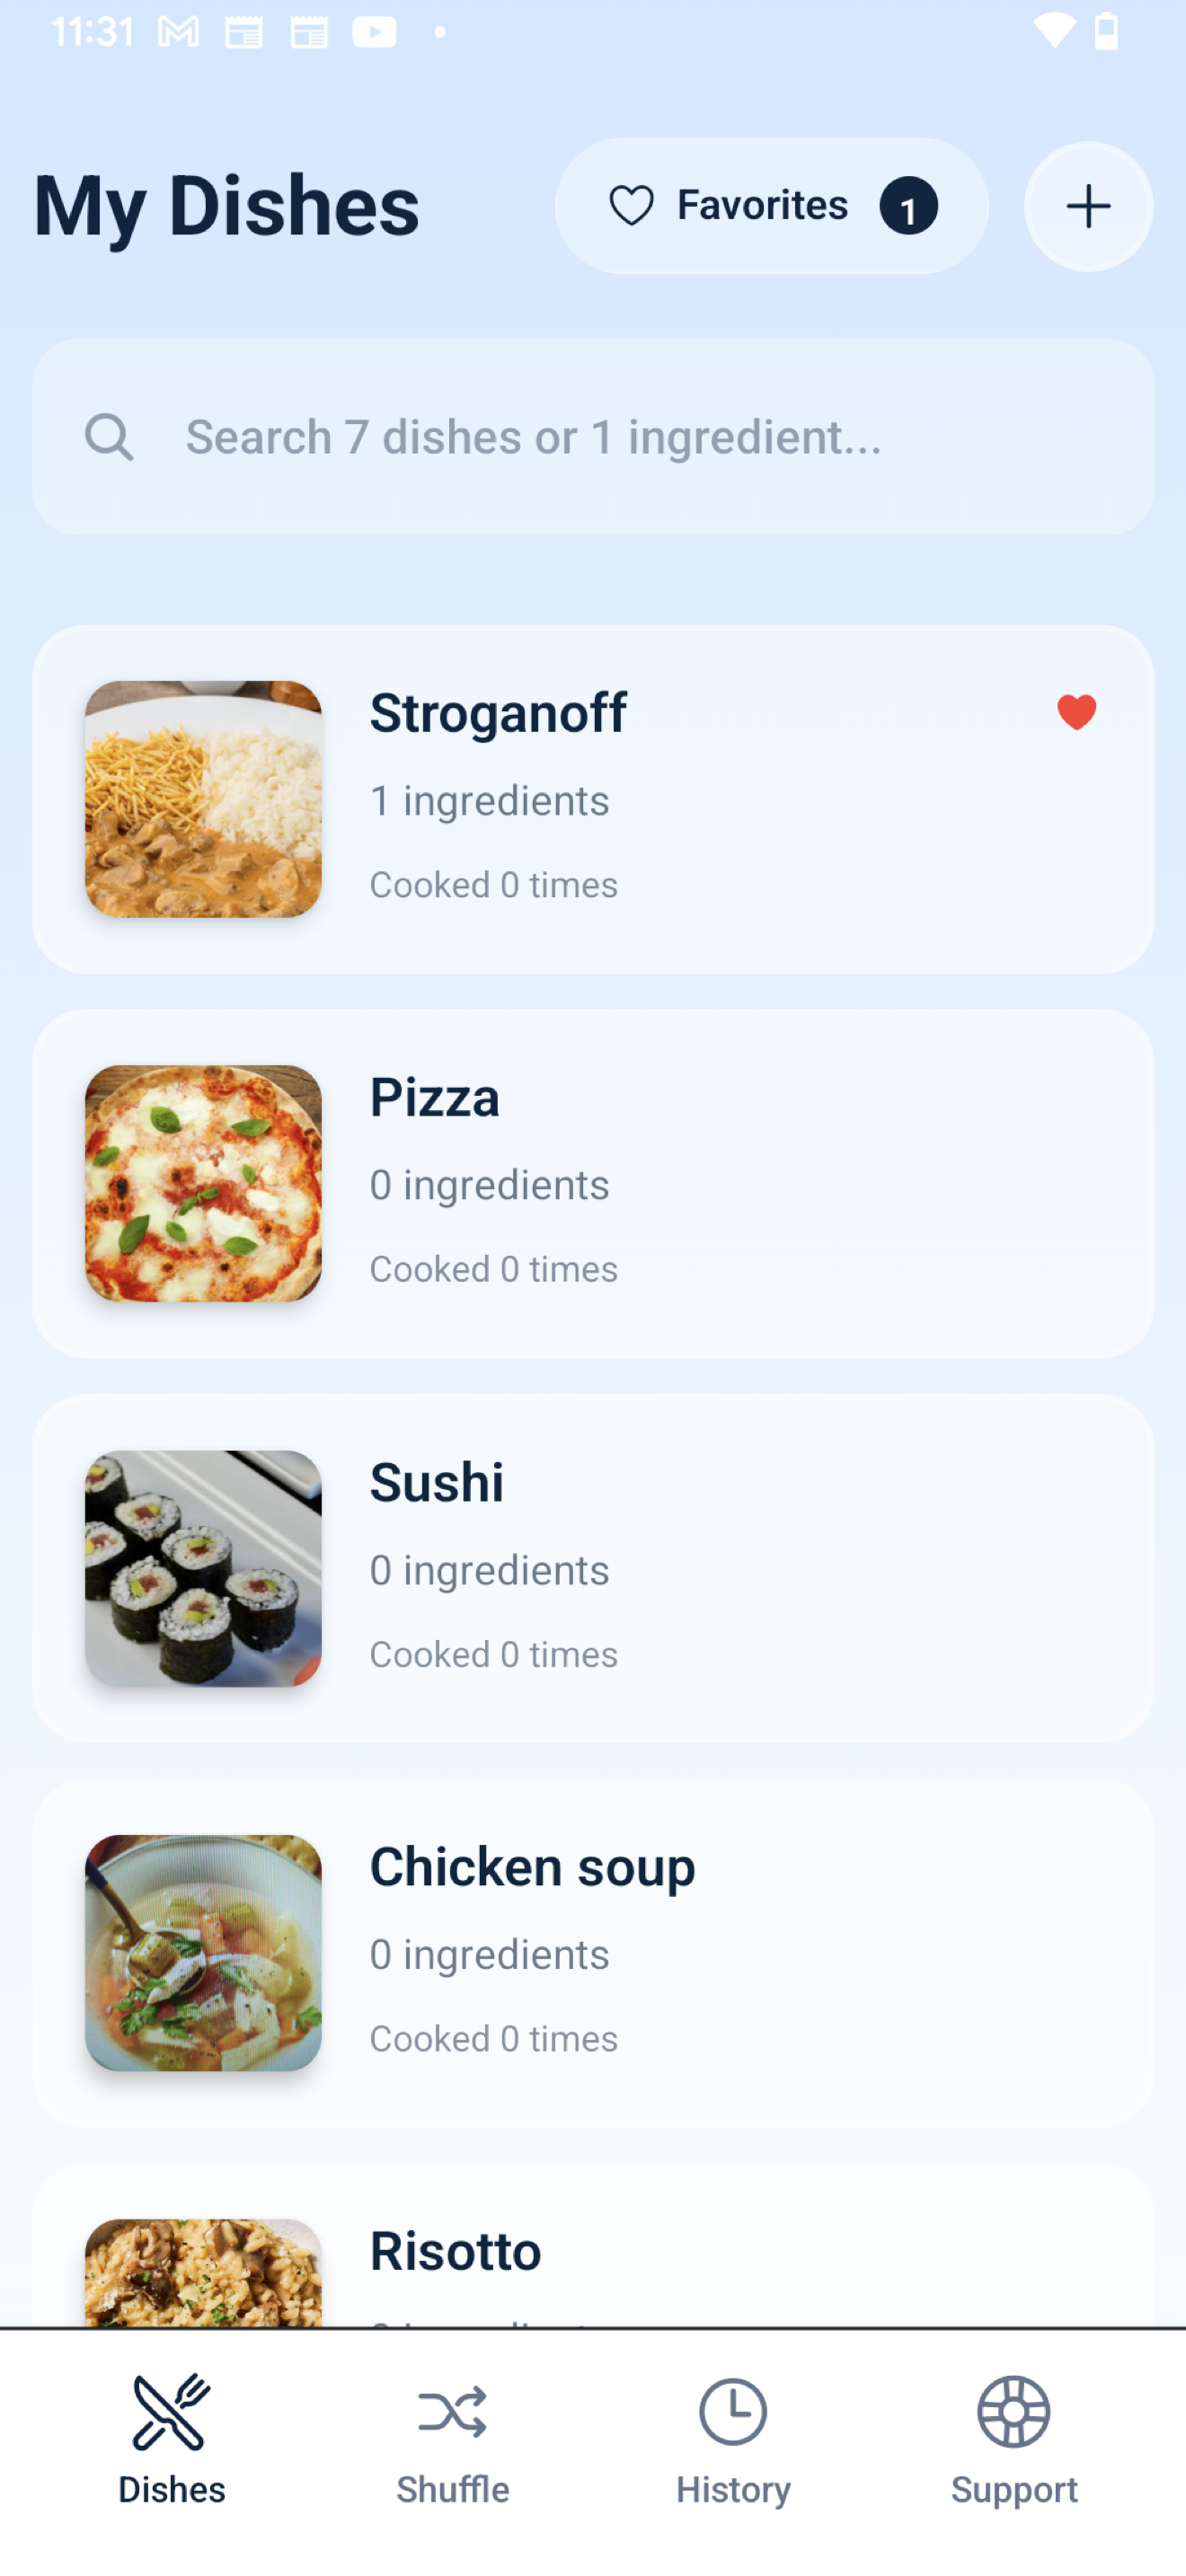 11:31
My Dishes
Favorites 1
Search 7 dishes or 1 ingredient...
Stroganoff
1 ingredients
Cooked 0 times
Pizza
0 ingredients
Cooked 0 times
Sushi
0 ingredients
Cooked 0 times
Chicken soup
0 ingredients
Cooked 0 times
Risotto
Dishes
Shuffle
History
Support